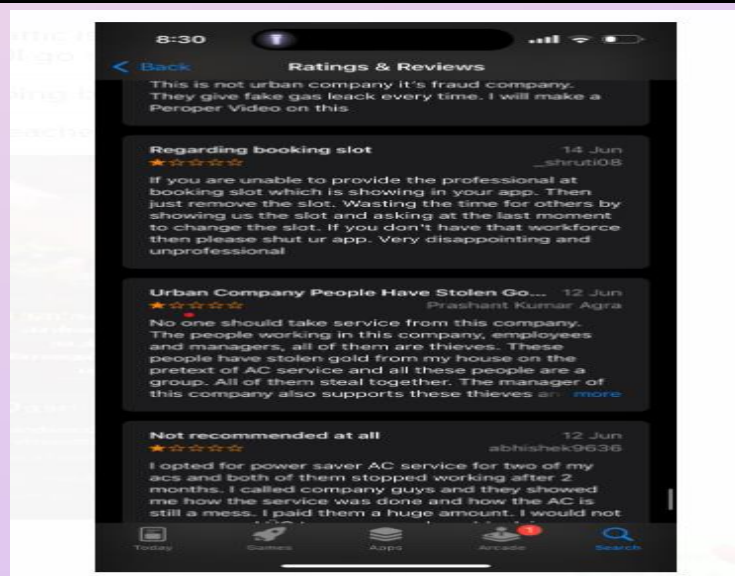 8:30
Back
Ratings & Reviews
This is not urban company it's fraud company.
They give fake gas leack every time. I will make a
Peroper Video on this
Regarding booking slot
14 Jun
_shruti08
If you are unable to provide the professional at
booking slot which is showing in your app. Then
just remove the slot. Wasting the time for others by
showing us the slot and asking at the last moment
to change the slot. If you don't have that workforce
then please shut ur app. Very disappointing and
unprofessional
Urban Company People Have Stolen Go...
12 Jun
Prashant Kumar Agra
No one should take service from this company.
The people working in this company, employees
and managers, all of them are thieves. These
people have stolen gold from my house on the
pretext of AC service and all these people are a
group. All of them steal together. The manager of
this company also supports these thieves an more
Not recommended at all
12 Jun
abhishek9636
I opted for power saver AC service for two of my
acs and both of them stopped working after 2
months. I called company guys and they showed
me how the service was done and how the AC is
still a mess. I paid them a huge amount. I would not
Today
Games
Apps
Arcade
1
Search